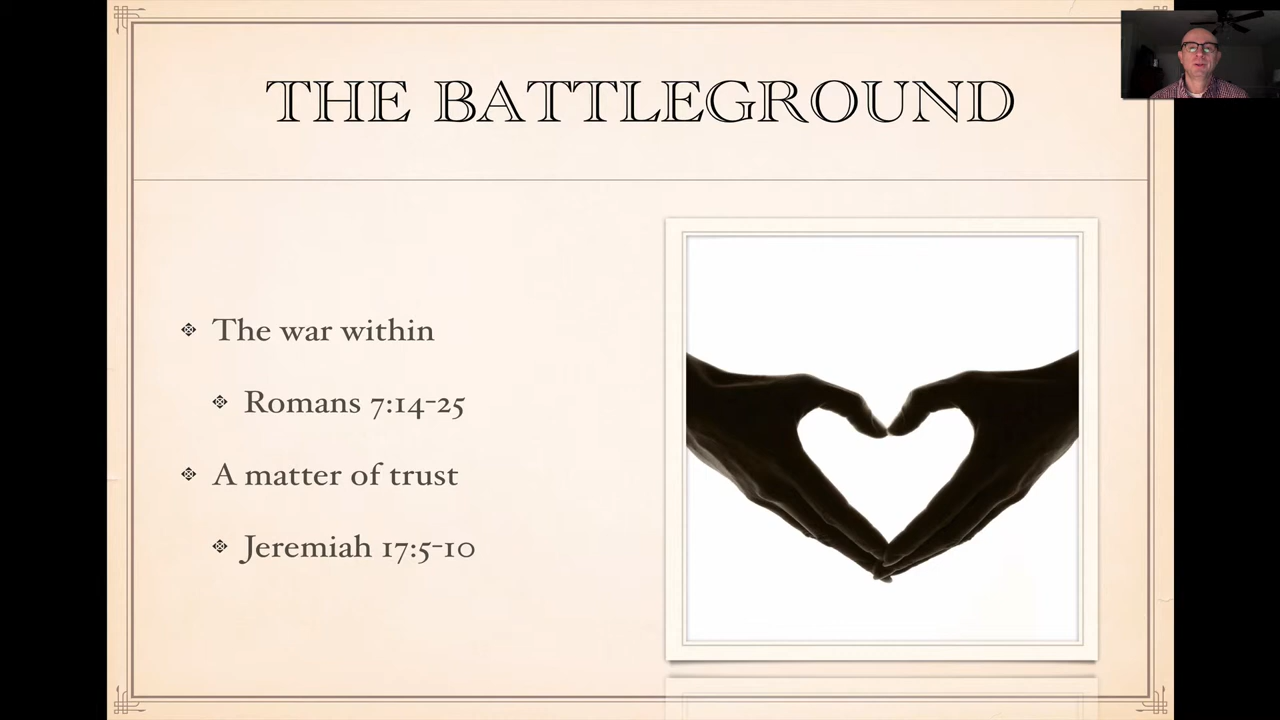 THE BATTLEGROUND
The war within
Romans 7:14-25
A matter of trust
Jeremiah 17:5-10